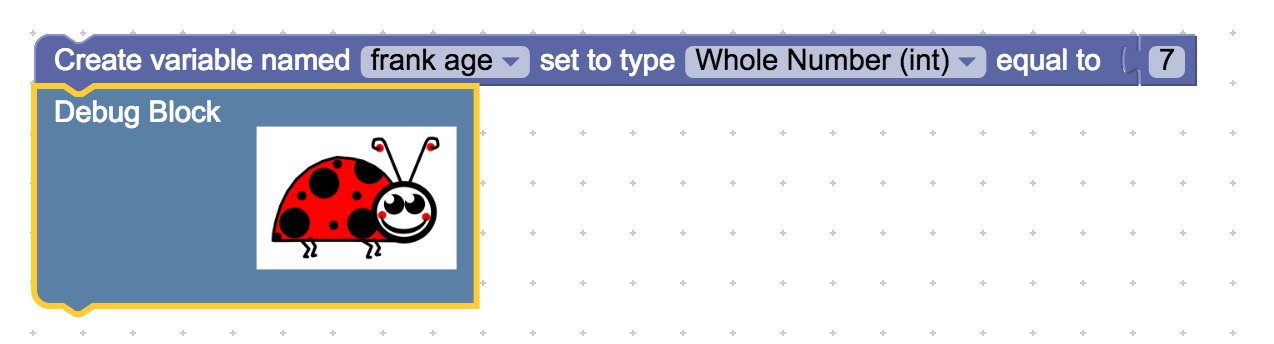 Create variable named frank age set to type Whole Number (int) equal to 7
Debug Block